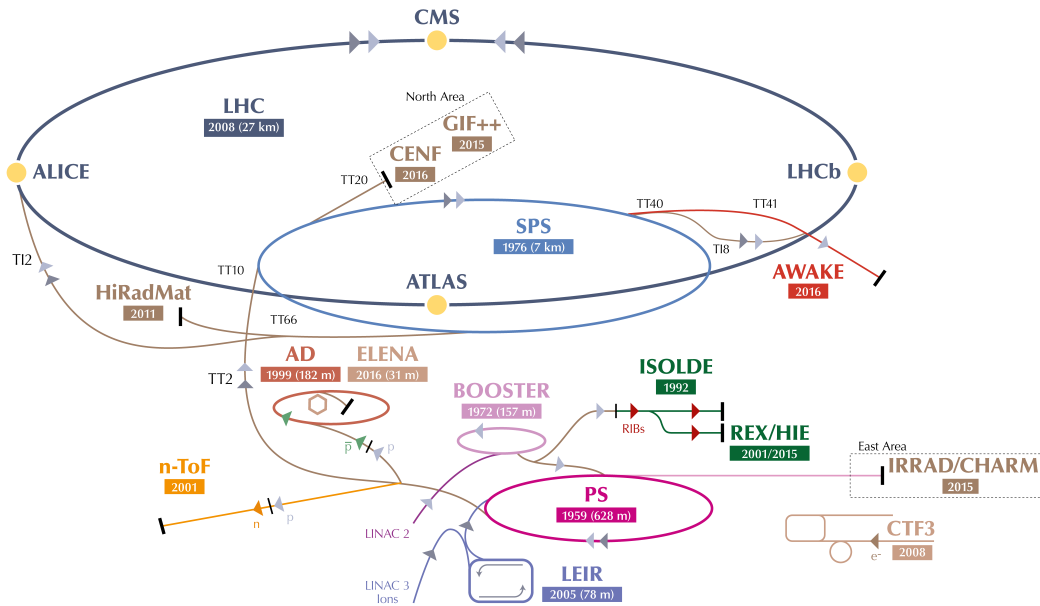 CMS
LHC
2008 (27 km)
North Area
GIF++
2015
CENF
2016
TT20
ALICE
LHCb
TT40
TT41
SPS
1976 (7 km)
TI8
TI2
TT10
ATLAS
AWAKE
2016
HiRadMat
2011
TT66
AD
1999 (182 m)
ELENA
2016 (31 m)
TT2
BOOSTER
1972 (157 m)
ISOLDE
1992
RIBs
REX/HIE
2001/2015
p̅
p
East Area
n-ToF
2001
IRRAD/CHARM
2015
n
p
PS
1959 (628 m)
LINAC 2
CTF3
2008
e-
LEIR
2005 (78 m)
LINAC 3
Ions